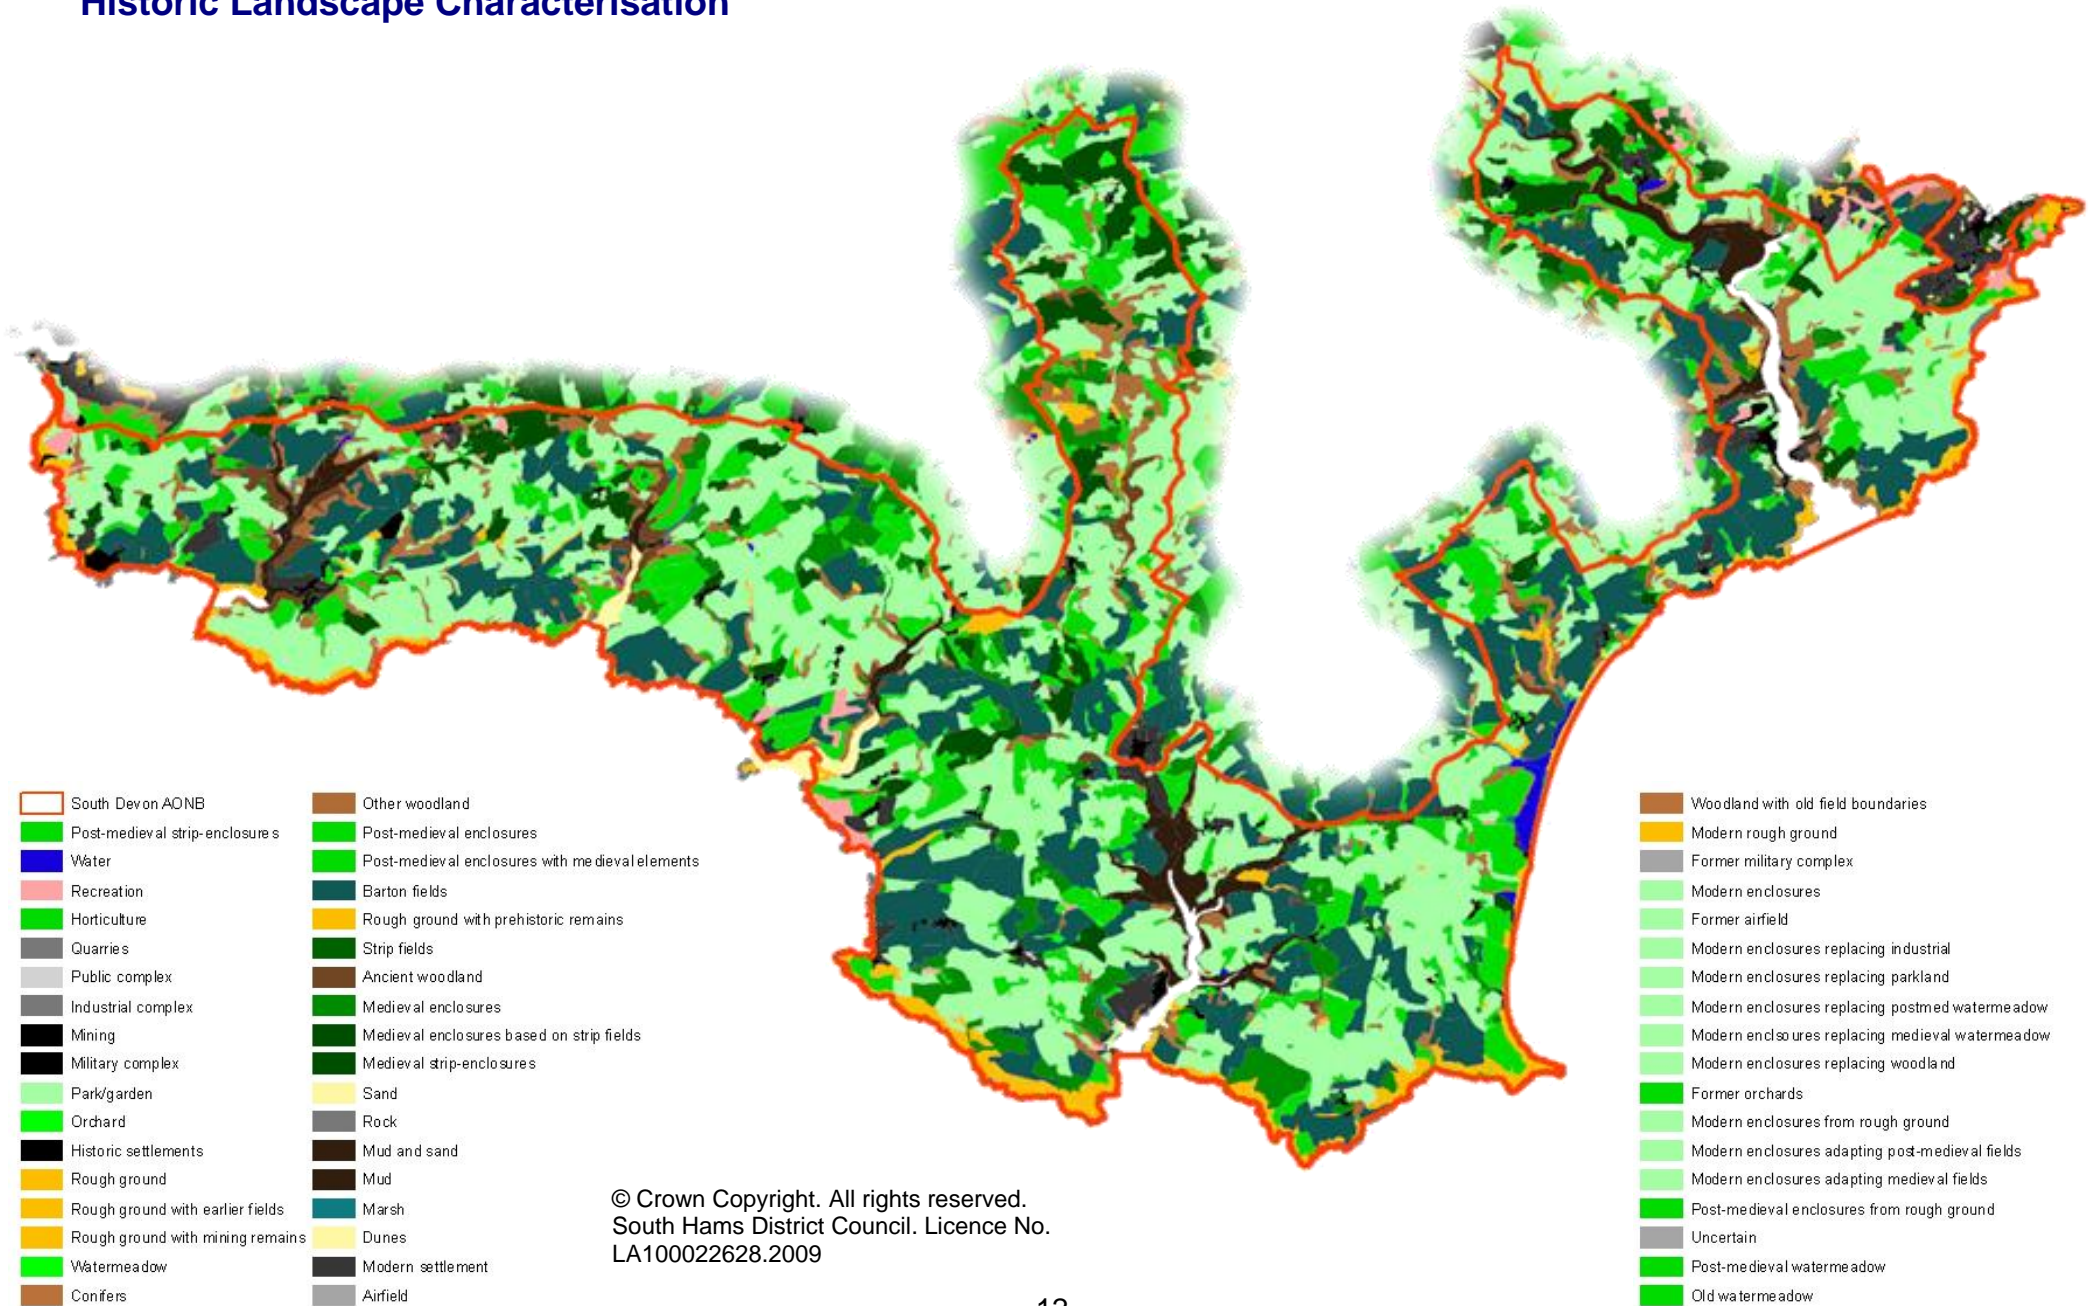 Historic Landscape Characterisation
South Devon AONB
Post-medieval strip-enclosures
Water
Recreation
Horticulture
Quarries
Public complex
Industrial complex
Mining
Military complex
Park/garden
Orchard
Historic settlements
Rough ground
Rough ground with earlier fields
Rough ground with mining remains
Watermeadow
Conifers
Other woodland
Post-medieval enclosures
Post-medieval enclosures with medieval elements
Barton fields
Rough ground with prehistoric remains
Strip fields
Ancient woodland
Medieval enclosures
Medieval enclosures based on strip fields
Medieval strip-enclosures
Sand
Rock
Mud and sand
Mud
Marsh
Dunes
Modern settlement
Airfield
© Crown Copyright. All rights reserved.
South Hams District Council. Licence No.
LA100022628.2009
12
Woodland with old field boundaries
Modern rough ground
Former military complex
Modern enclosures
Former airfield
Modern enclosures replacing industrial
Modern enclosures replacing parkland
Modern enclosures replacing postmed watermeadow
Modern enclsoures replacing medieval watermeadow
Modern enclosures replacing woodland
Former orchards
Modern enclosures from rough ground
Modern enclosures adapting post-medieval fields
Modern enclosures adapting medieval fields
Post-medieval enclosures from rough ground
Uncertain
Post-medieval watermeadow
Old watermeadow